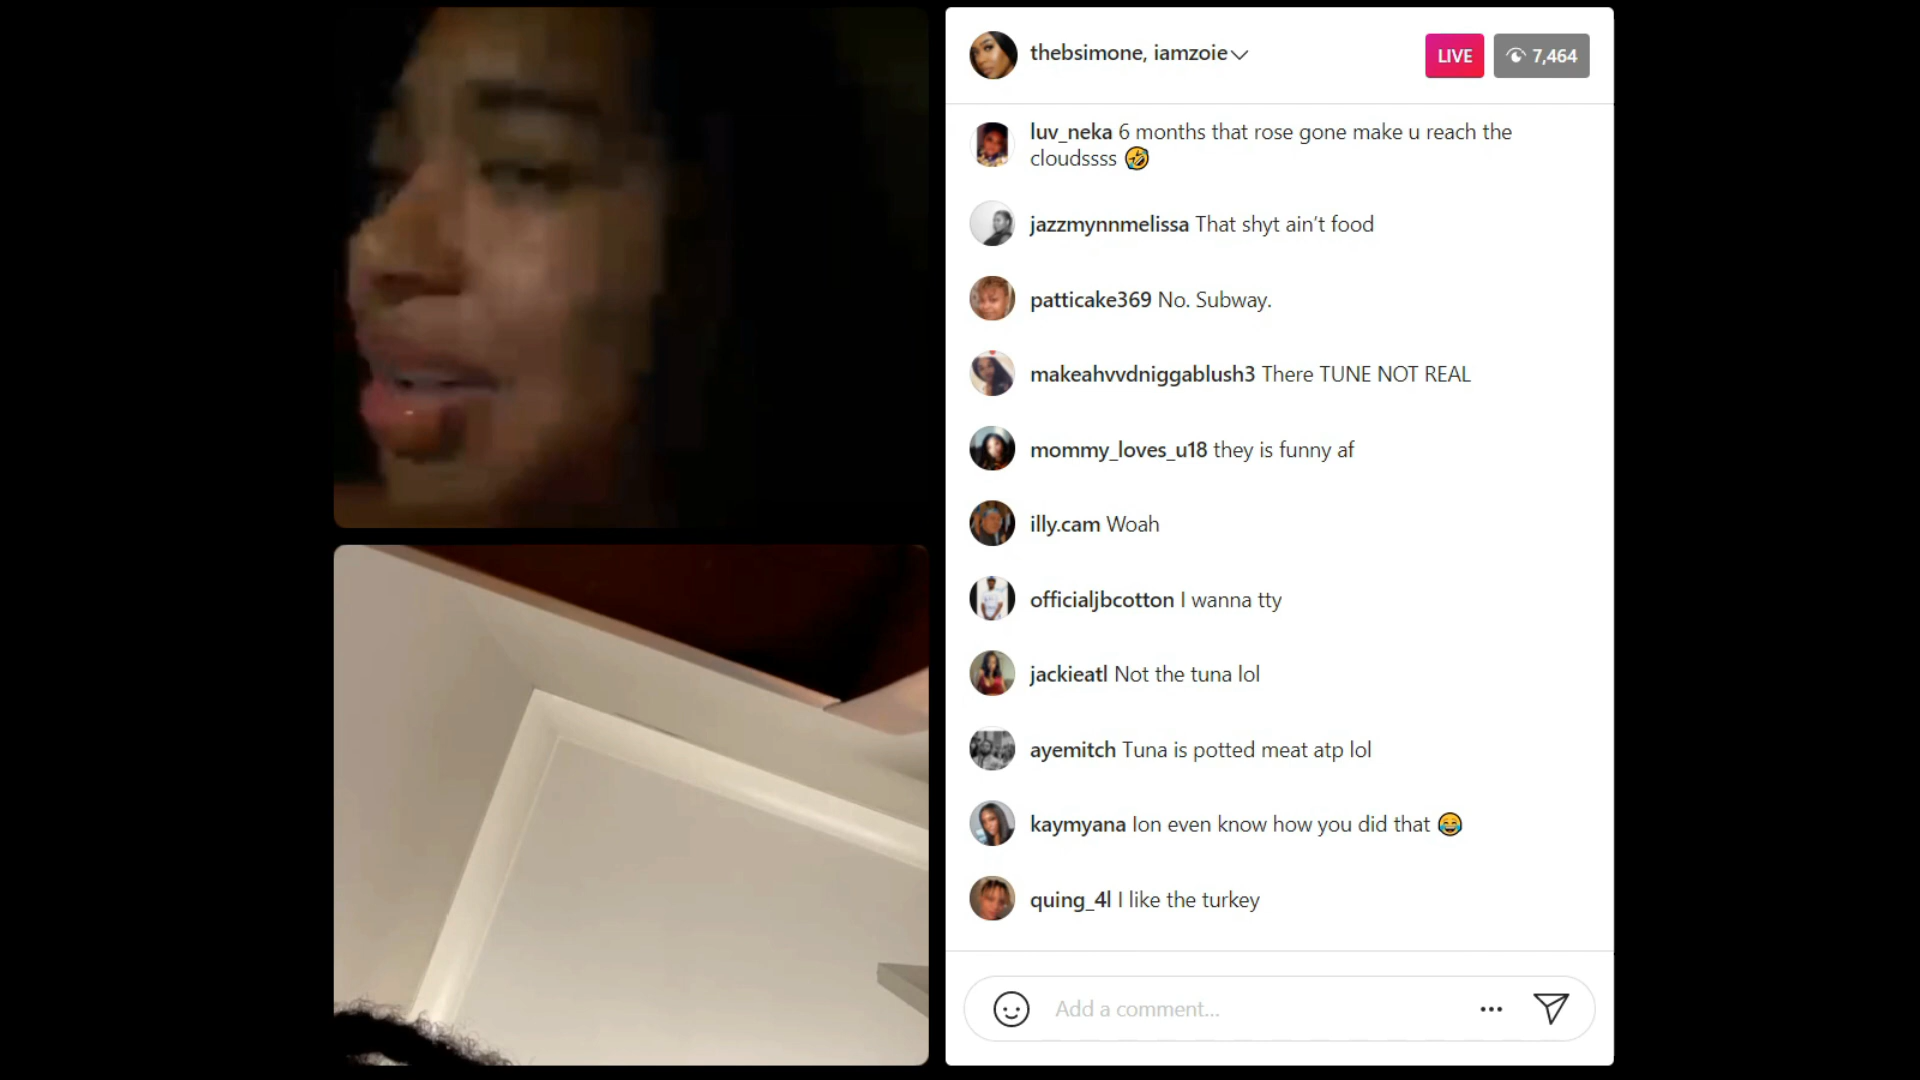 thebsimone, iamzoie
LIVE
7,464
luv_neka 6 months that rose gone make u reach the
cloudssss 🤣
jazzmynnmelissa That shyt ain’t food
patticake369 No. Subway.
makeahvvdniggablush3 There TUNE NOT REAL
mommy_loves_u18 they is funny af
illy.cam Woah
officialjbcotton I wanna tty
jackieatl Not the tuna lol
ayemitch Tuna is potted meat atp lol
kaymyana Ion even know how you did that 😂
quing_4l I like the turkey
Add a comment...